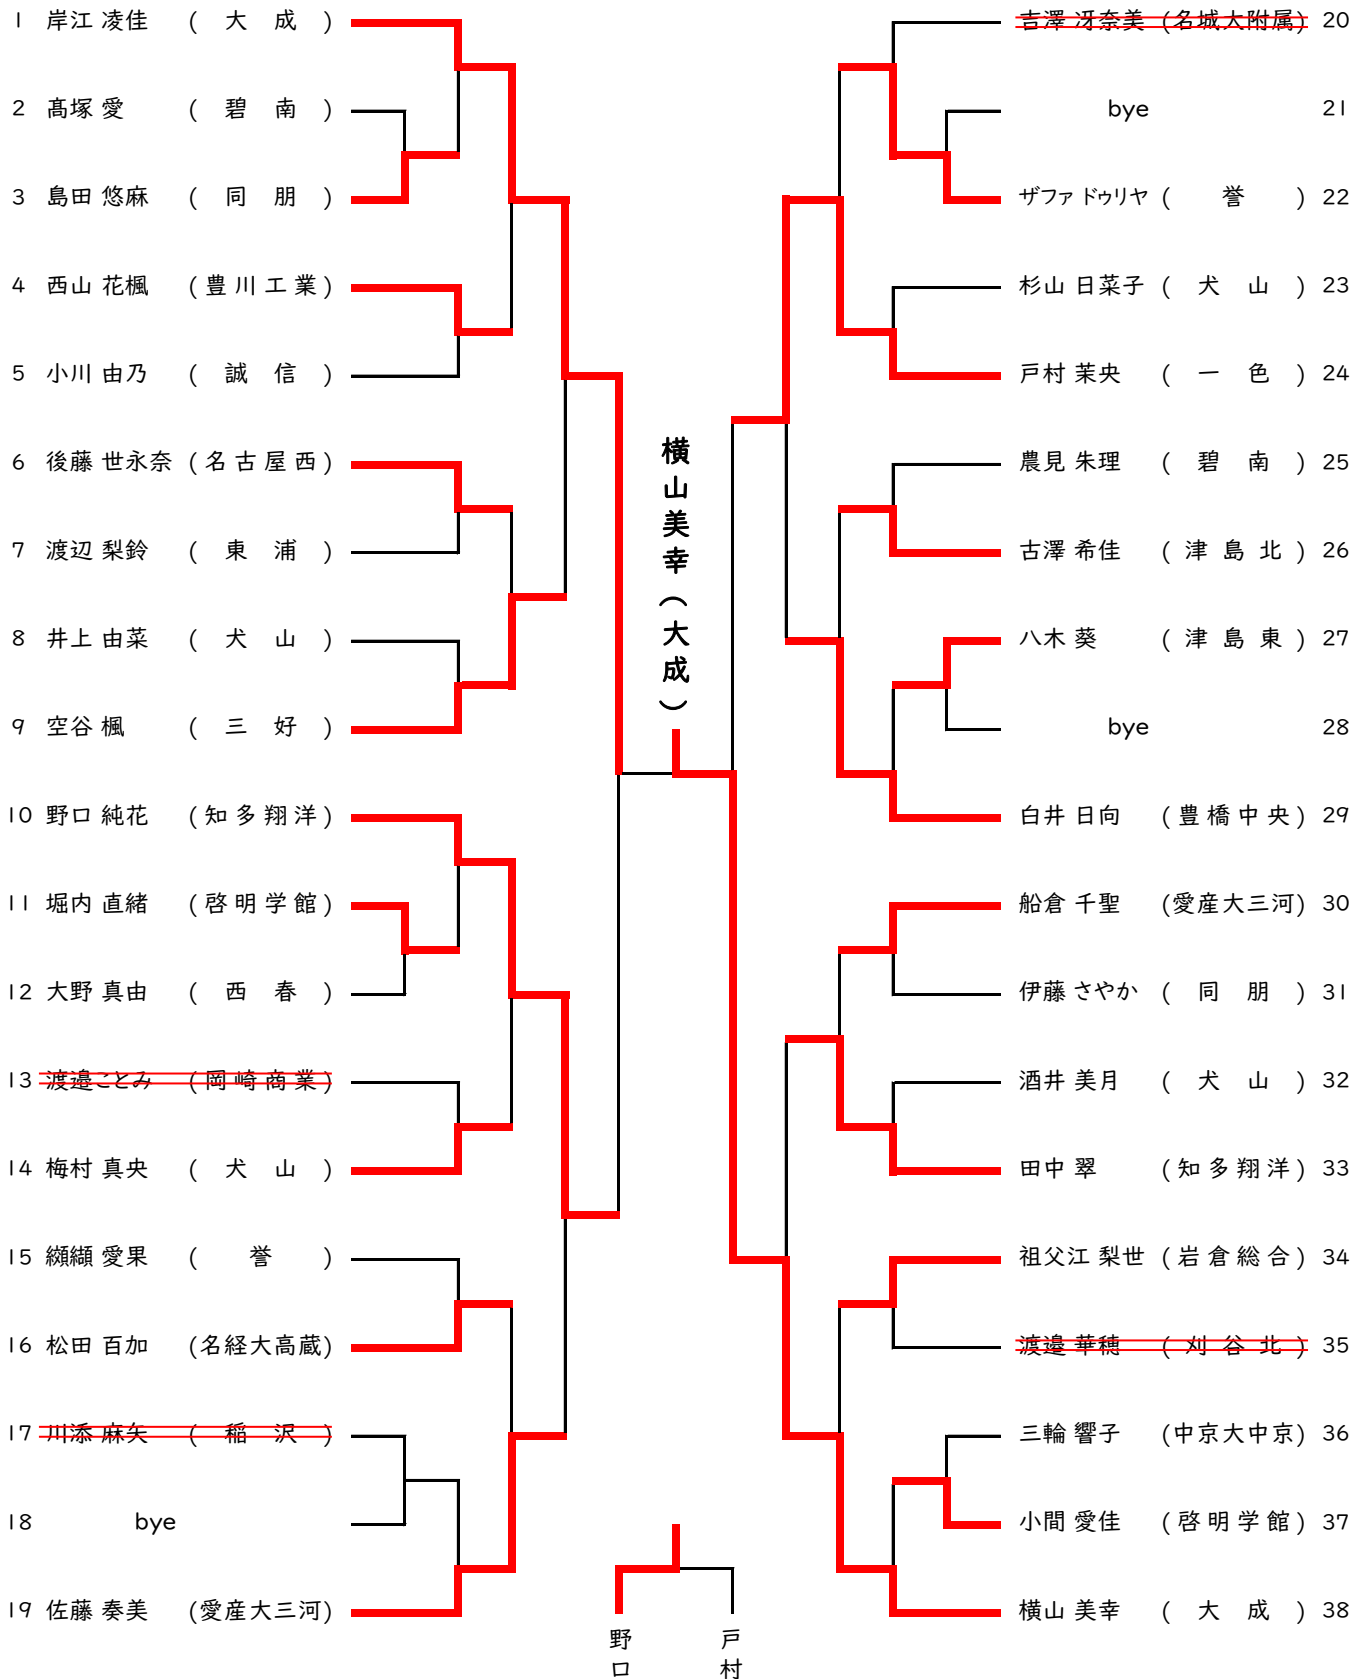 1 岸江 凌佳 ( 大 成 )
2 髙塚 愛 ( 碧 南 )
3 島田 悠麻 ( 同 朋 )
4 西山 花楓 ( 豊 川 工 業 )
5 小川 由乃 ( 誠 信 )
6 後藤 世永奈 ( 名 古 屋 西 )
7 渡辺 梨鈴 ( 東 浦 )
8 井上 由菜 ( 犬 山 )
9 空谷 楓 ( 三 好 )
10 野口 純花 ( 知 多 翔 洋 )
11 堀内 直緒 ( 啓 明 学 館 )
12 大野 真由 ( 西 春 )
13 渡邉ことみ ( 岡 崎 商 業 )
14 梅村 真央 ( 犬 山 )
15 纐纈 愛果 ( 誉 )
16 松田 百加 (名経大高蔵)
17 川添 麻矢 ( 稲 沢 )
18 bye
19 佐藤 奏美 (愛産大三河)
横山美幸(大成)
野口
戸村
吉澤 冴奈美 (名城大附属) 20
bye 21
ザファ ドゥリヤ ( 誉 ) 22
杉山 日菜子 ( 犬 山 ) 23
戸村 茉央 ( 一 色 ) 24
農見 朱理 ( 碧 南 ) 25
古澤 希佳 ( 津 島 北 ) 26
八木 葵 ( 津 島 東 ) 27
bye 28
白井 日向 ( 豊 橋 中 央 ) 29
船倉 千聖 (愛産大三河) 30
伊藤 さやか ( 同 朋 ) 31
酒井 美月 ( 犬 山 ) 32
田中 翠 ( 知 多 翔 洋 ) 33
祖父江 梨世 ( 岩 倉 総 合 ) 34
渡邉 華穂 ( 刈 谷 北 ) 35
三輪 響子 (中京大中京) 36
小間 愛佳 ( 啓 明 学 館 ) 37
横山 美幸 ( 大 成 ) 38